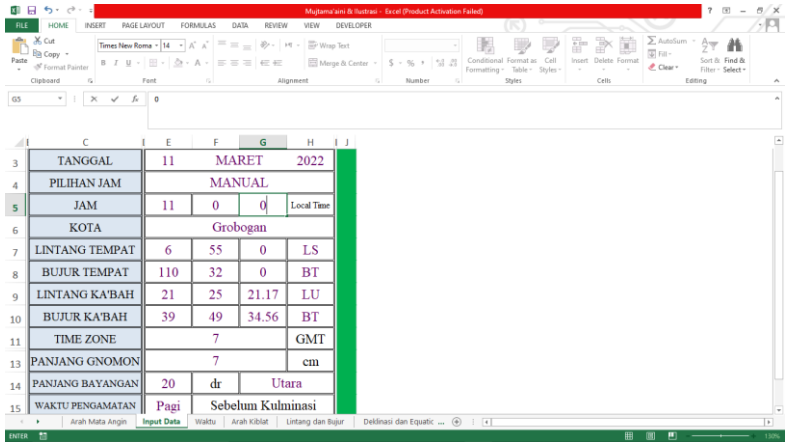 Mujtama'aini & Ilustrasi - Excel (Product Activation Failed)
FILE HOME INSERT PAGE LAYOUT FORMULAS DATA REVIEW VIEW DEVELOPER
Cut
Copy
Format Painter
Paste
Clipboard
Times New Roma 14
B I U
Font
Wrap Text
Merge & Center
Alignment
$ % ,
Number
Conditional Formatting
Format as Table
Cell Styles
Styles
Insert Delete Format
Cells
AutoSum
Fill
Clear
Sort & Filter
Find & Select
Editing
G5 fx 0
C E F G H I J
3 TANGGAL 11 MARET 2022
4 PILIHAN JAM MANUAL
5 JAM 11 0 0 Local Time
6 KOTA Grobogan
7 LINTANG TEMPAT 6 55 0 LS
8 BUJUR TEMPAT 110 32 0 BT
9 LINTANG KA'BAH 21 25 21.17 LU
10 BUJUR KA'BAH 39 49 34.56 BT
11 TIME ZONE 7 GMT
13 PANJANG GNOMON 7 cm
14 PANJANG BAYANGAN 20 dr Utara
15 WAKTU PENGAMATAN Pagi Sebelum Kulminasi
Arah Mata Angin Input Data Waktu Arah Kiblat Lintang dan Bujur Deklinasi dan Equatic ...
ENTER 130%